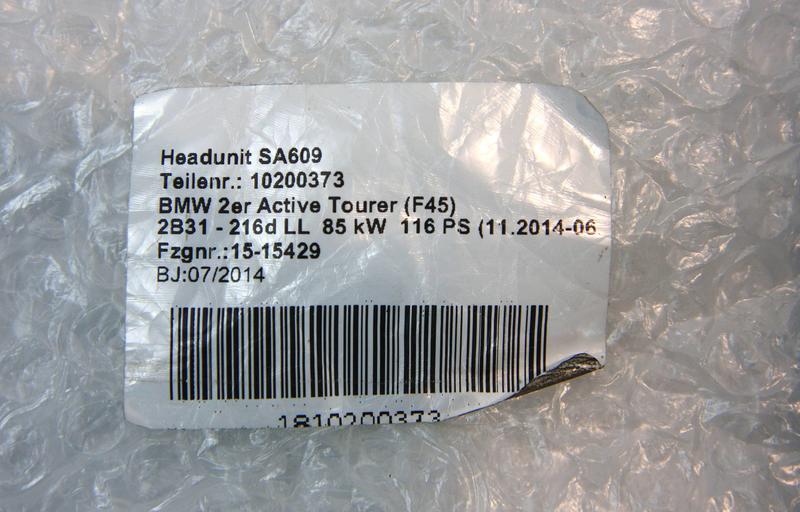 Headunit SA609
Teilenr.: 10200373
BMW 2er Active Tourer (F45)
2B31 - 216d LL 85 kW 116 PS (11.2014-06
Fzgnr.:15-15429
BJ:07/2014
1810200373